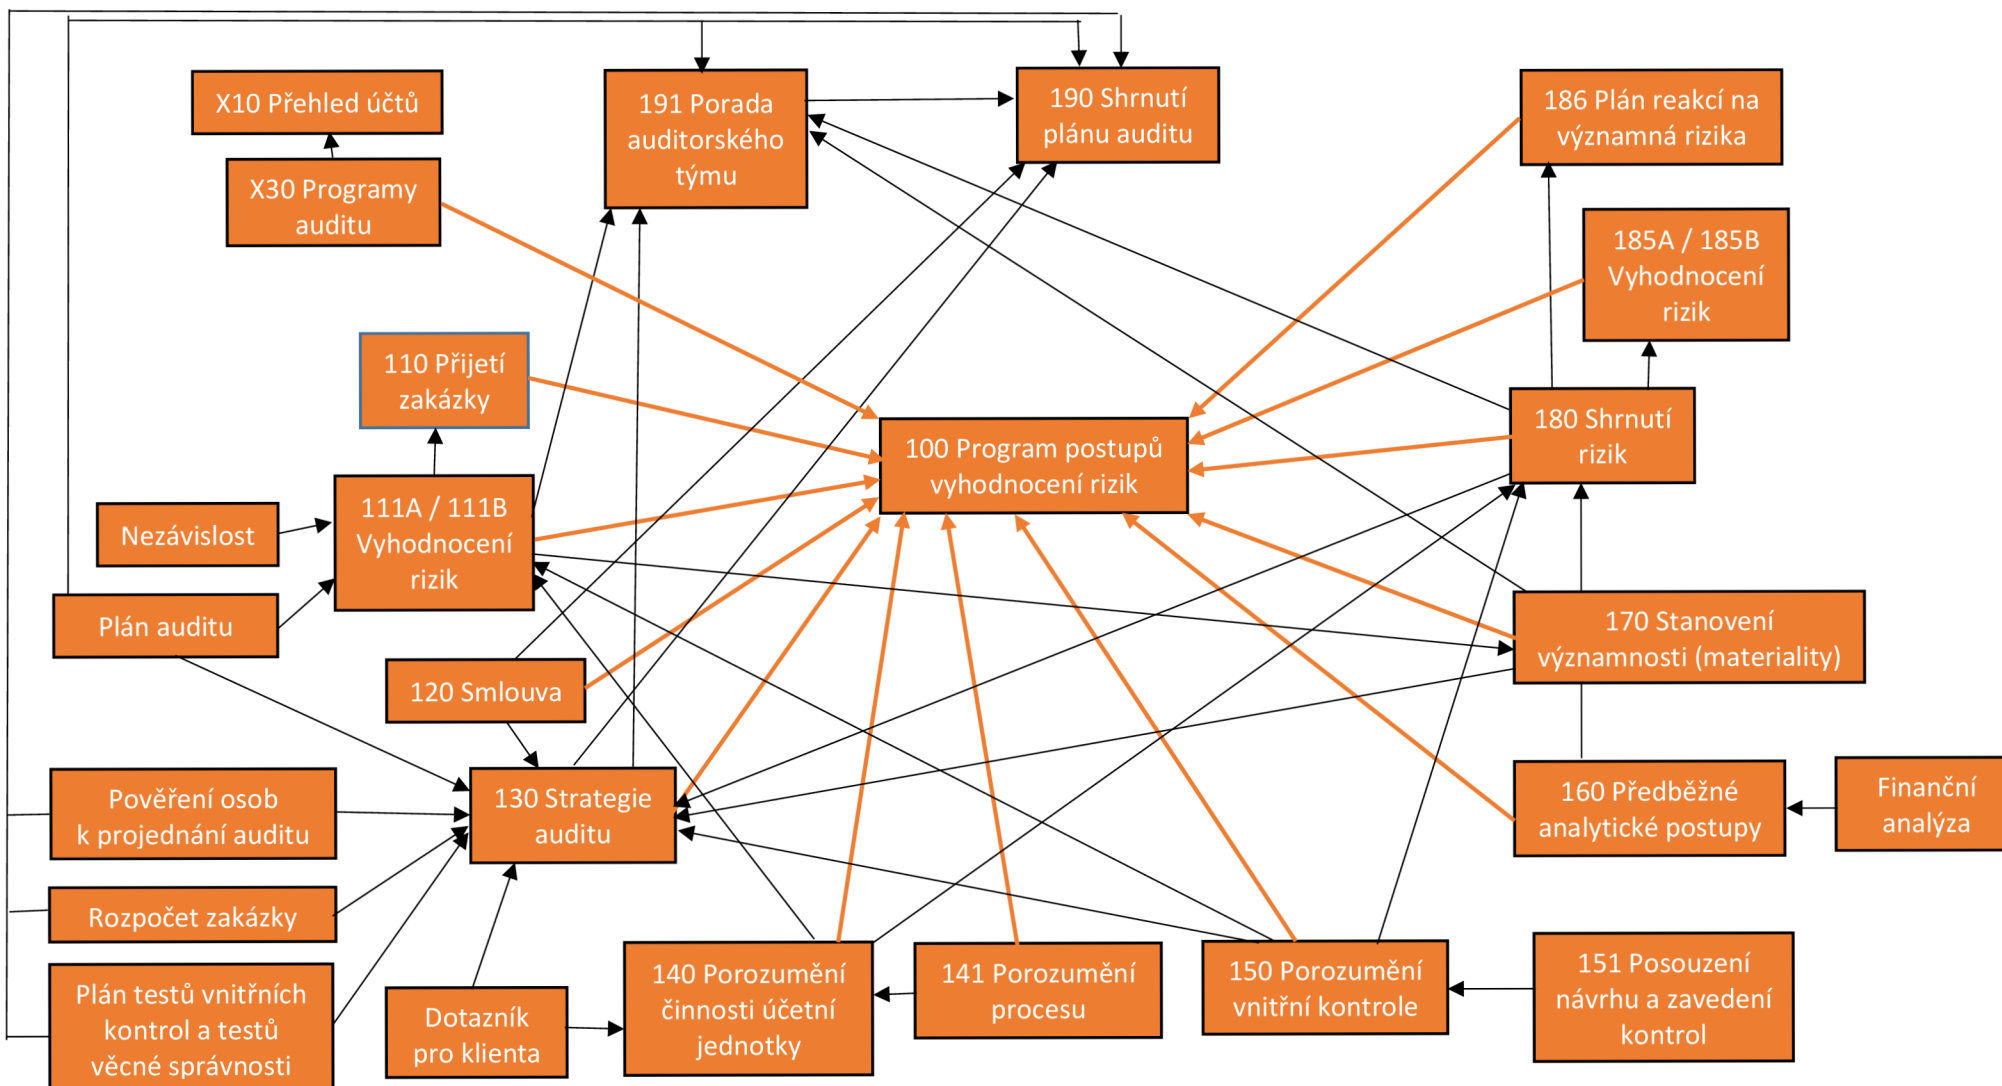 X10 Přehled účtů
191 Porada
auditorského
týmu
190 Shrnutí
plánu auditu
186 Plán reakcí na
významná rizika
X30 Programy
auditu
185A / 185B
Vyhodnocení
rizik
110 Přijetí
zakázky
100 Program postupů
vyhodnocení rizik
180 Shrnutí
rizik
Nezávislost
111A / 111B
Vyhodnocení
rizik
Plán auditu
170 Stanovení
významnosti (materiality)
120 Smlouva
Pověření osob
k projednání auditu
130 Strategie
auditu
160 Předběžné
analytické postupy
Finanční
analýza
Rozpočet zakázky
Plán testů vnitřních
kontrol a testů
věcné správnosti
Dotazník
pro klienta
140 Porozumění
činnosti účetní
jednotky
141 Porozumění
procesu
150 Porozumění
vnitřní kontrole
151 Posouzení
návrhu a zavedení
kontrol